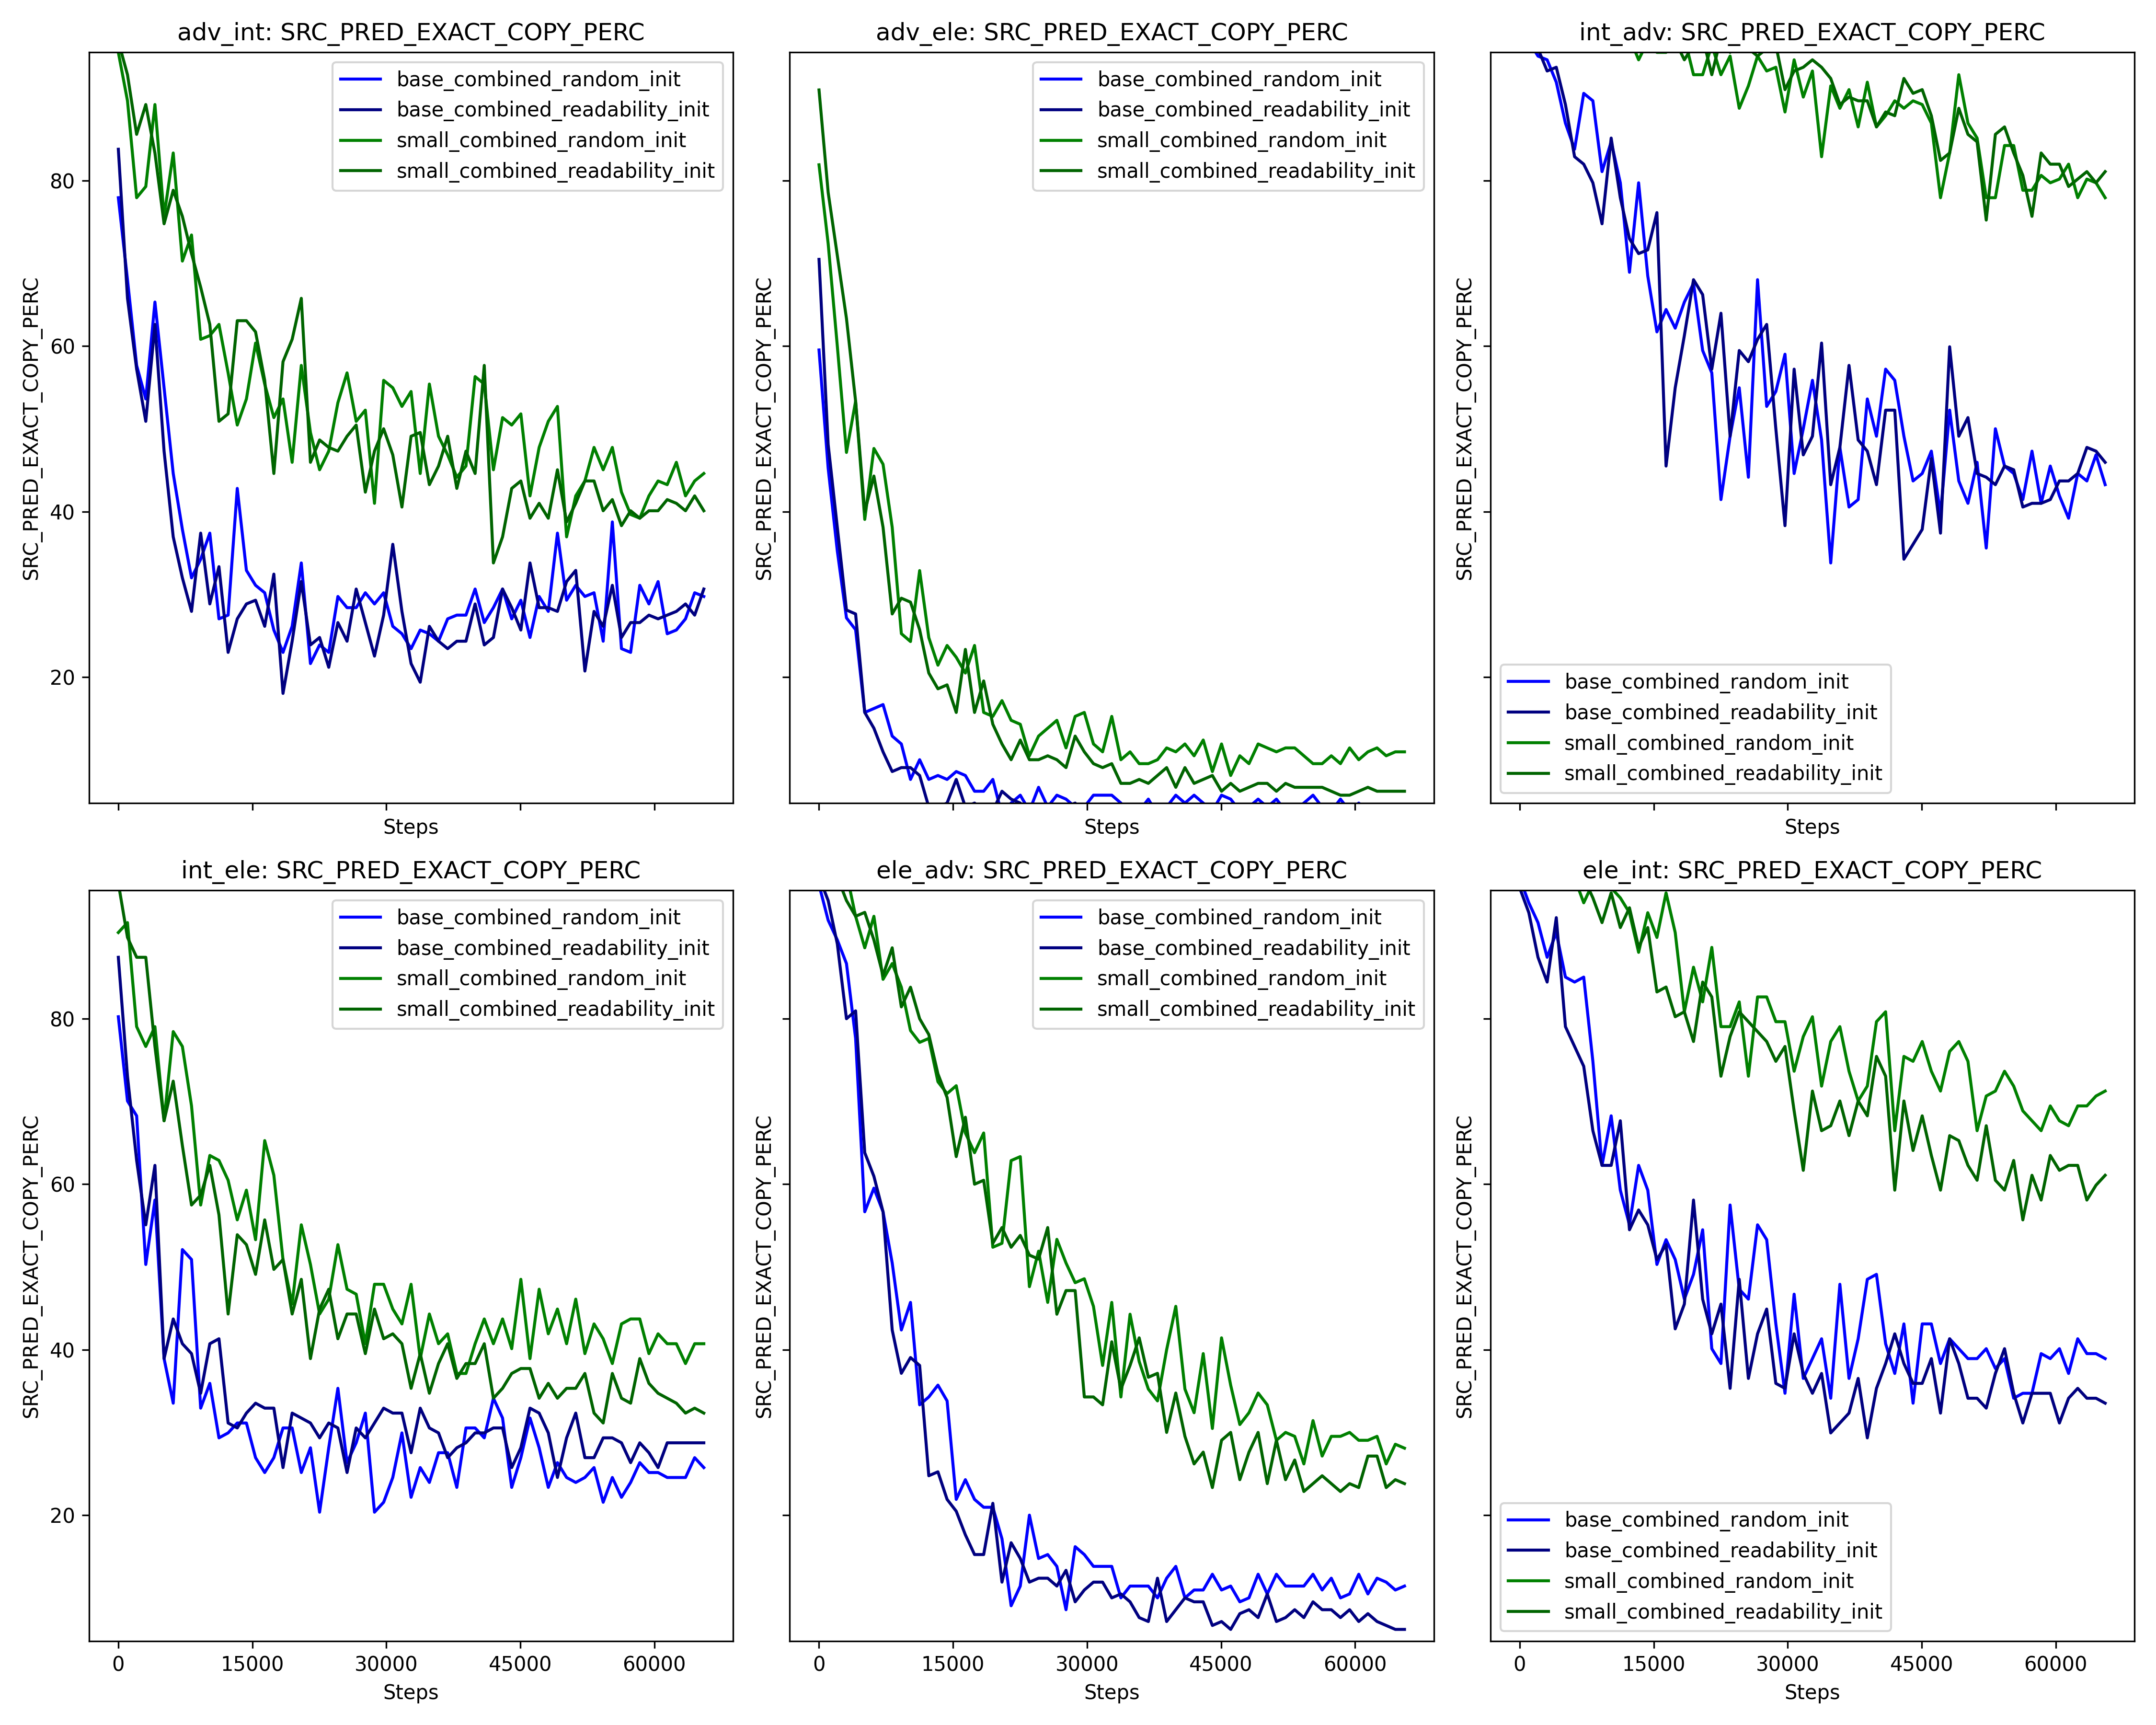 adv_int: SRC_PRED_EXACT_COPY_PERC
SRC_PRED_EXACT_COPY_PERC
80
60
40
20
base_combined_random_init
base_combined_readability_init
small_combined_random_init
small_combined_readability_init
Steps
adv_ele: SRC_PRED_EXACT_COPY_PERC
SRC_PRED_EXACT_COPY_PERC
base_combined_random_init
base_combined_readability_init
small_combined_random_init
small_combined_readability_init
Steps
int_adv: SRC_PRED_EXACT_COPY_PERC
SRC_PRED_EXACT_COPY_PERC
base_combined_random_init
base_combined_readability_init
small_combined_random_init
small_combined_readability_init
Steps
int_ele: SRC_PRED_EXACT_COPY_PERC
SRC_PRED_EXACT_COPY_PERC
80
60
40
20
base_combined_random_init
base_combined_readability_init
small_combined_random_init
small_combined_readability_init
0 15000 30000 45000 60000
Steps
ele_adv: SRC_PRED_EXACT_COPY_PERC
SRC_PRED_EXACT_COPY_PERC
base_combined_random_init
base_combined_readability_init
small_combined_random_init
small_combined_readability_init
0 15000 30000 45000 60000
Steps
ele_int: SRC_PRED_EXACT_COPY_PERC
SRC_PRED_EXACT_COPY_PERC
base_combined_random_init
base_combined_readability_init
small_combined_random_init
small_combined_readability_init
0 15000 30000 45000 60000
Steps